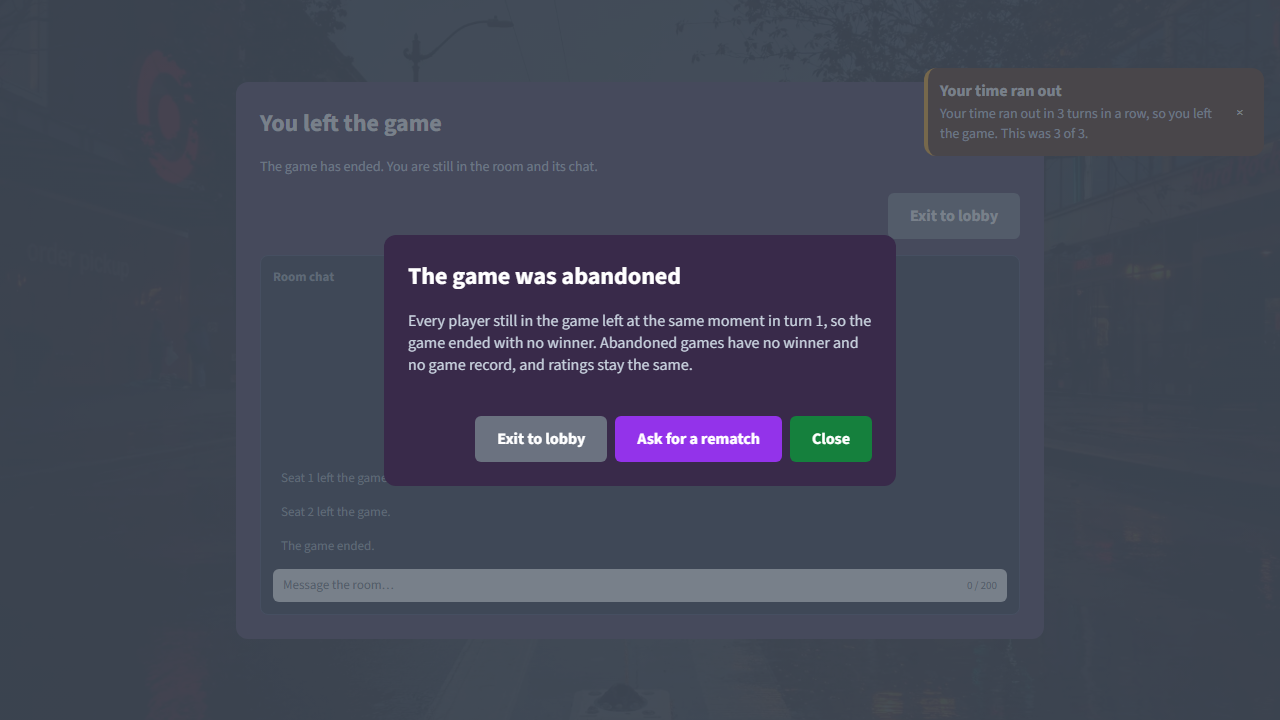 You left the game
The game has ended. You are still in the room and its chat.
Your time ran out
Your time ran out in 3 turns in a row, so you left
the game. This was 3 of 3.
×
Exit to lobby
Room chat
The game was abandoned
Every player still in the game left at the same moment in turn 1, so the
game ended with no winner. Abandoned games have no winner and
no game record, and ratings stay the same.
Exit to lobby
Ask for a rematch
Close
Seat 1 left the game
Seat 2 left the game.
The game ended.
Message the room…
0 / 200